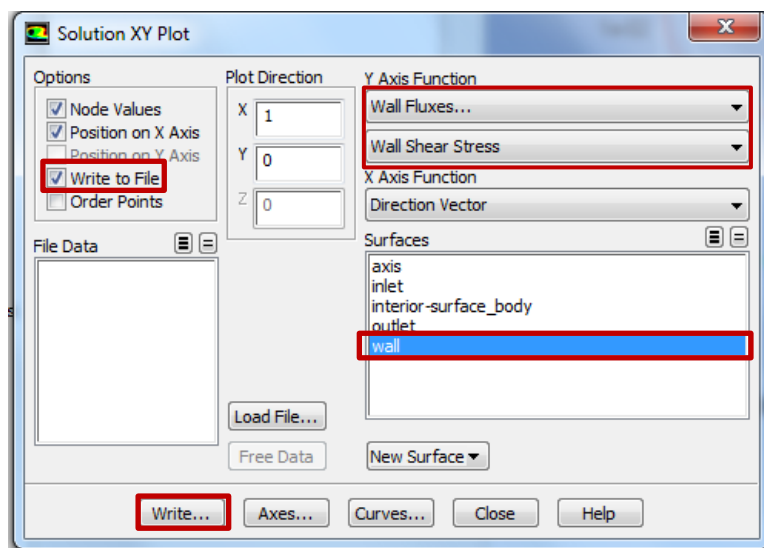 Solution XY Plot
Options
Node Values
Position on X Axis
Position on Y Axis
Write to File
Order Points
Plot Direction
X 1
Y 0
Z 0
Y Axis Function
Wall Fluxes...
Wall Shear Stress
X Axis Function
Direction Vector
File Data
Surfaces
axis
inlet
interior-surface_body
outlet
wall
Load File...
Free Data
New Surface
Write...
Axes...
Curves...
Close
Help